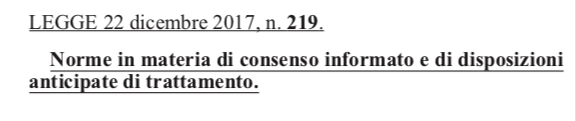 LEGGE 22 dicembre 2017, n. 219.
Norme in materia di consenso informato e di disposizioni
anticipate di trattamento.